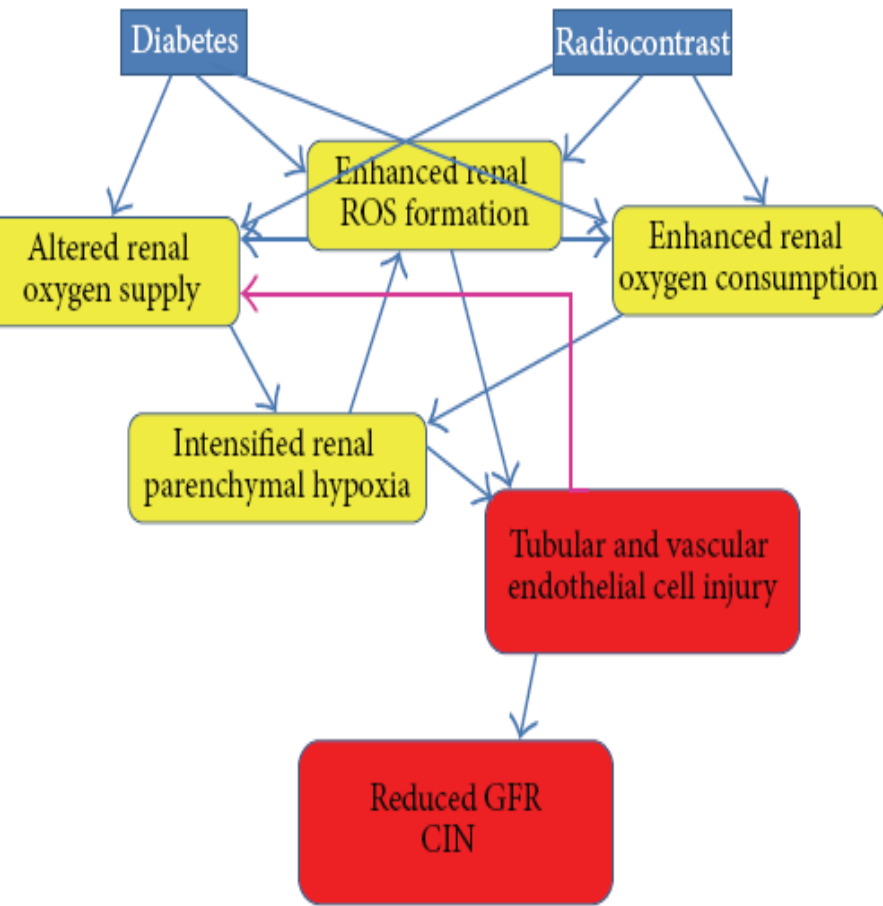 Diabetes
Radiocontrast
Enhanced renal
ROS formation
Altered renal
oxygen supply
Enhanced renal
oxygen consumption
Intensified renal
parenchymal hypoxia
Tubular and vascular
endothelial cell injury
Reduced GFR
CIN